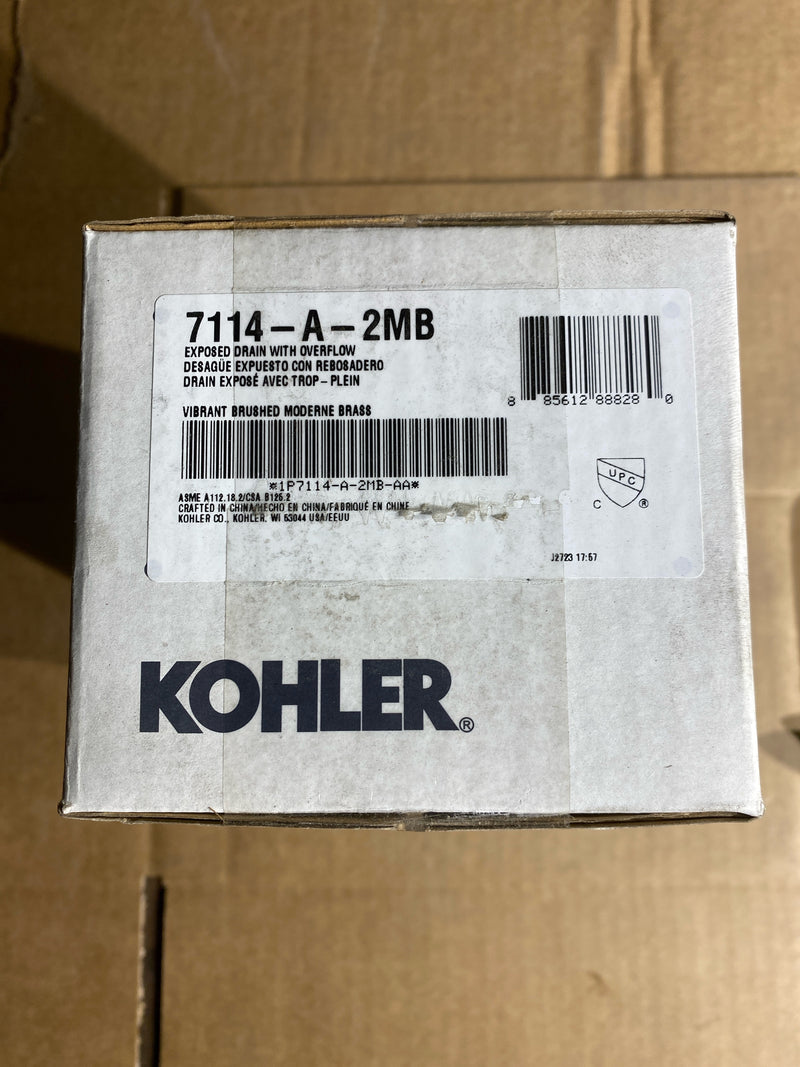 7114-A-2MB
EXPOSED DRAIN WITH OVERFLOW
DESAGÜE EXPUESTO CON REBOSADERO
DRAIN EXPOSÉ AVEC TROP-PLEIN
VIBRANT BRUSHED MODERNE BRASS
8 85612 88828 0
*1P7114-A-2MB-AA*
ASME A112.18.2/CSA B125.2
CRAFTED IN CHINA/HECHO EN CHINA/FABRIQUÉ EN CHINE
KOHLER CO., KOHLER, WI 53044 USA/EEUU
UPC
C ®
J2723 17:57
KOHLER®